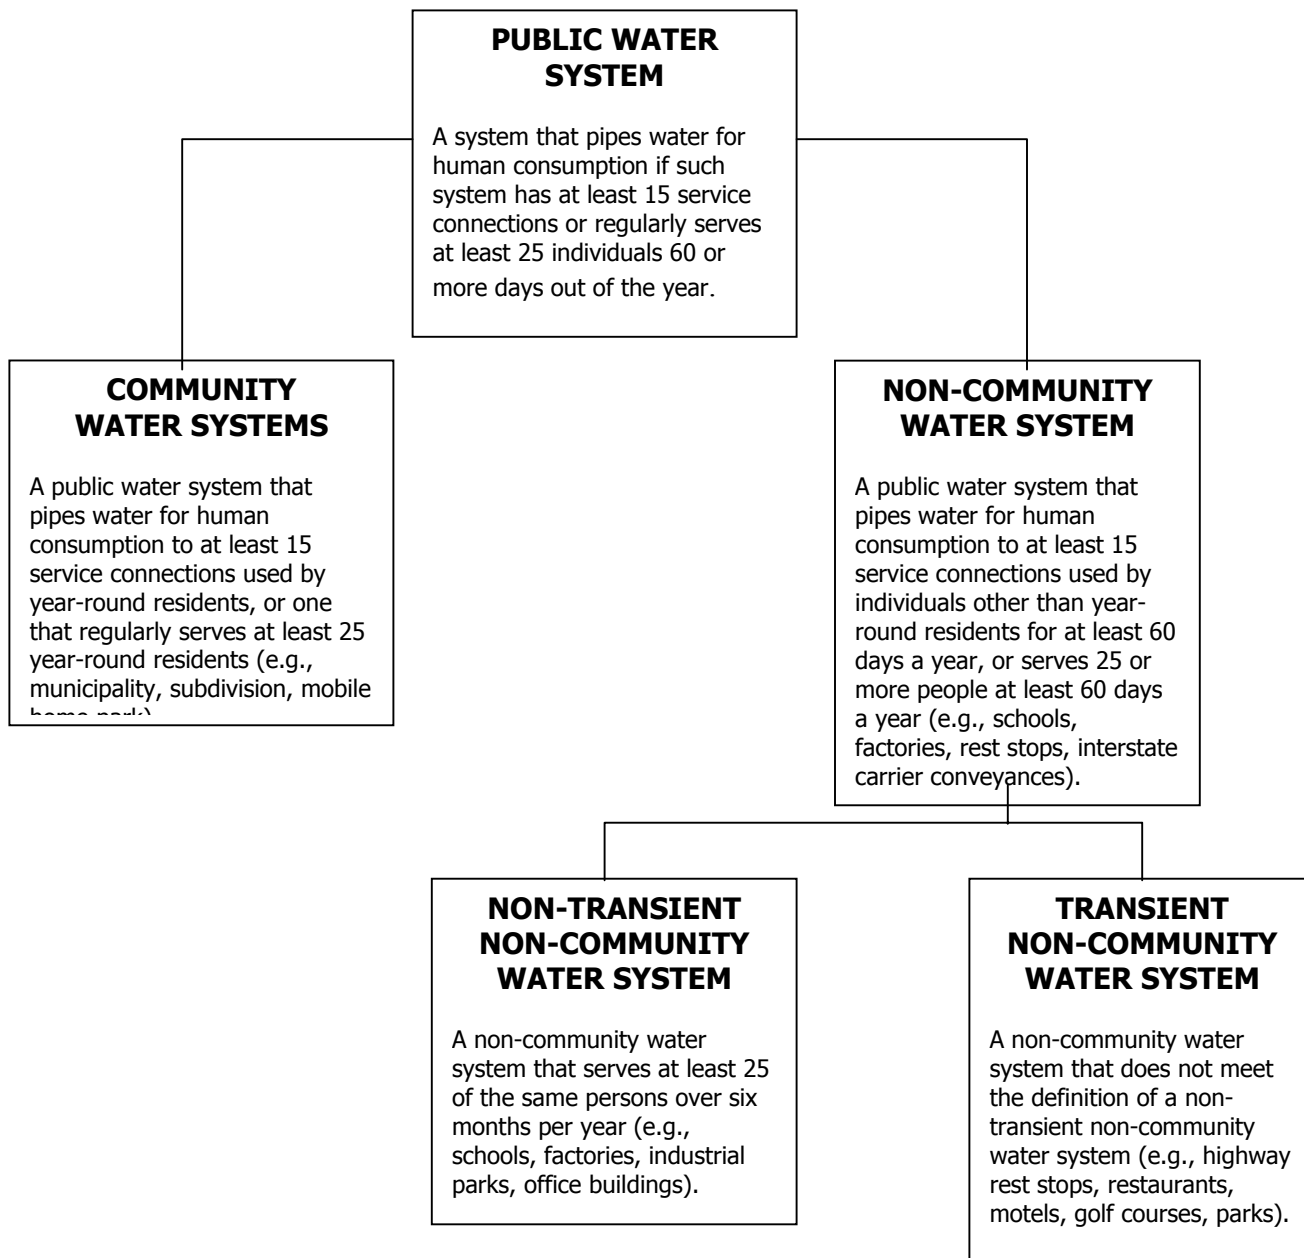 PUBLIC WATER
SYSTEM
A system that pipes water for
human consumption if such
system has at least 15 service
connections or regularly serves
at least 25 individuals 60 or
more days out of the year.
COMMUNITY
WATER SYSTEMS
A public water system that
pipes water for human
consumption to at least 15
service connections used by
year-round residents, or one
that regularly serves at least 25
year-round residents (e.g.,
municipality, subdivision, mobile
home park)
NON-COMMUNITY
WATER SYSTEM
A public water system that
pipes water for human
consumption to at least 15
service connections used by
individuals other than year-
round residents for at least 60
days a year, or serves 25 or
more people at least 60 days
a year (e.g., schools,
factories, rest stops, interstate
carrier conveyances).
NON-TRANSIENT
NON-COMMUNITY
WATER SYSTEM
A non-community water
system that serves at least 25
of the same persons over six
months per year (e.g.,
schools, factories, industrial
parks, office buildings).
TRANSIENT
NON-COMMUNITY
WATER SYSTEM
A non-community water
system that does not meet
the definition of a non-
transient non-community
water system (e.g., highway
rest stops, restaurants,
motels, golf courses, parks).